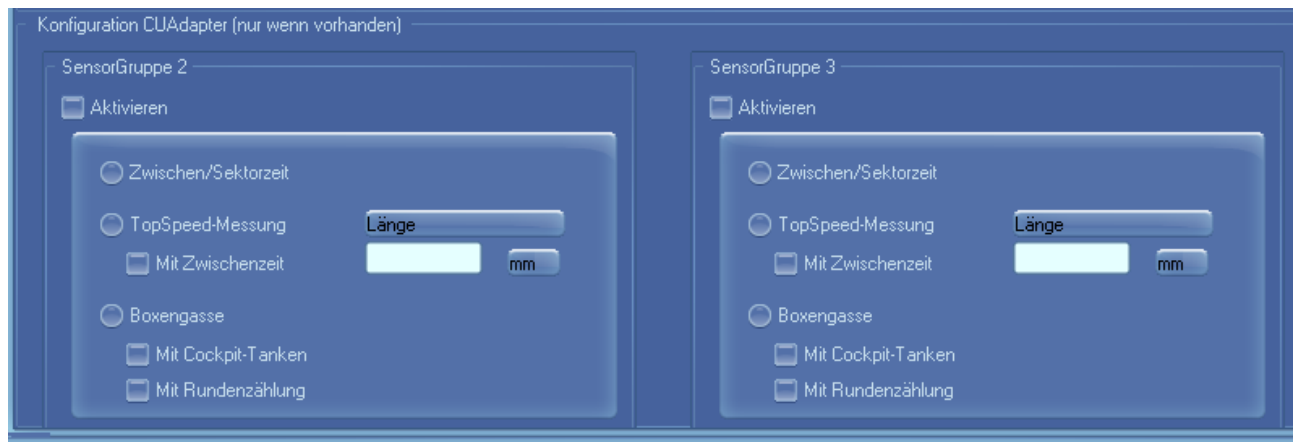 Konfiguration CUAdapter (nur wenn vorhanden)
SensorGruppe 2
Aktivieren
Zwischen/Sektorzeit
TopSpeed-Messung Länge
Mit Zwischenzeit mm
Boxengasse
Mit Cockpit-Tanken
Mit Rundenzählung
SensorGruppe 3
Aktivieren
Zwischen/Sektorzeit
TopSpeed-Messung Länge
Mit Zwischenzeit mm
Boxengasse
Mit Cockpit-Tanken
Mit Rundenzählung